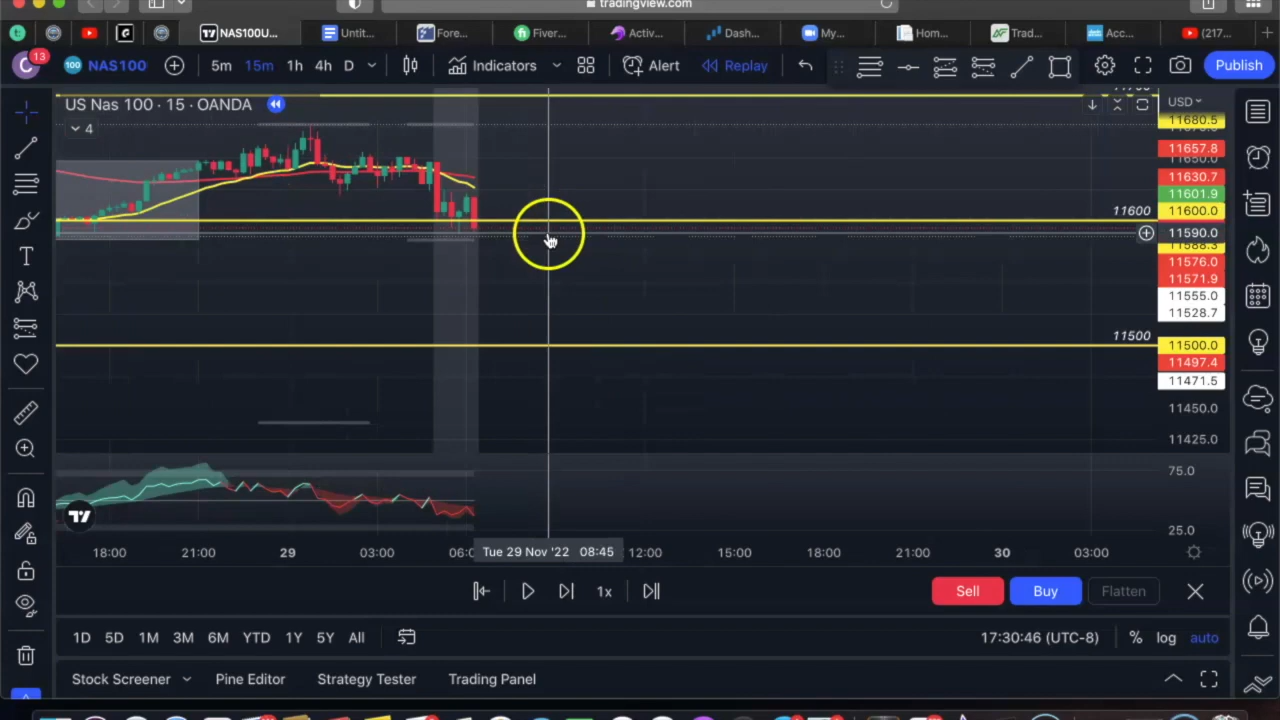 tradingview.com
NAS100U...
Untit...
Fore...
Fiver...
Activ...
Dash...
My...
Hom...
Trad...
Acc...
(217...
13
100 NAS100
5m 15m 1h 4h D
Indicators
Alert
Replay
Publish
US Nas 100 · 15 · OANDA
4
USD
11680.5
11657.8
11650.0
11630.7
11601.9
11600 11600.0
11590.0
11588.3
11576.0
11571.9
11555.0
11528.7
11500 11500.0
11497.4
11471.5
11450.0
11425.0
75.0
25.0
18:00 21:00 29 03:00 06:0 Tue 29 Nov '22 08:45 12:00 15:00 18:00 21:00 30 03:00
1x
Sell Buy Flatten
1D 5D 1M 3M 6M YTD 1Y 5Y All
17:30:46 (UTC-8) % log auto
Stock Screener Pine Editor Strategy Tester Trading Panel